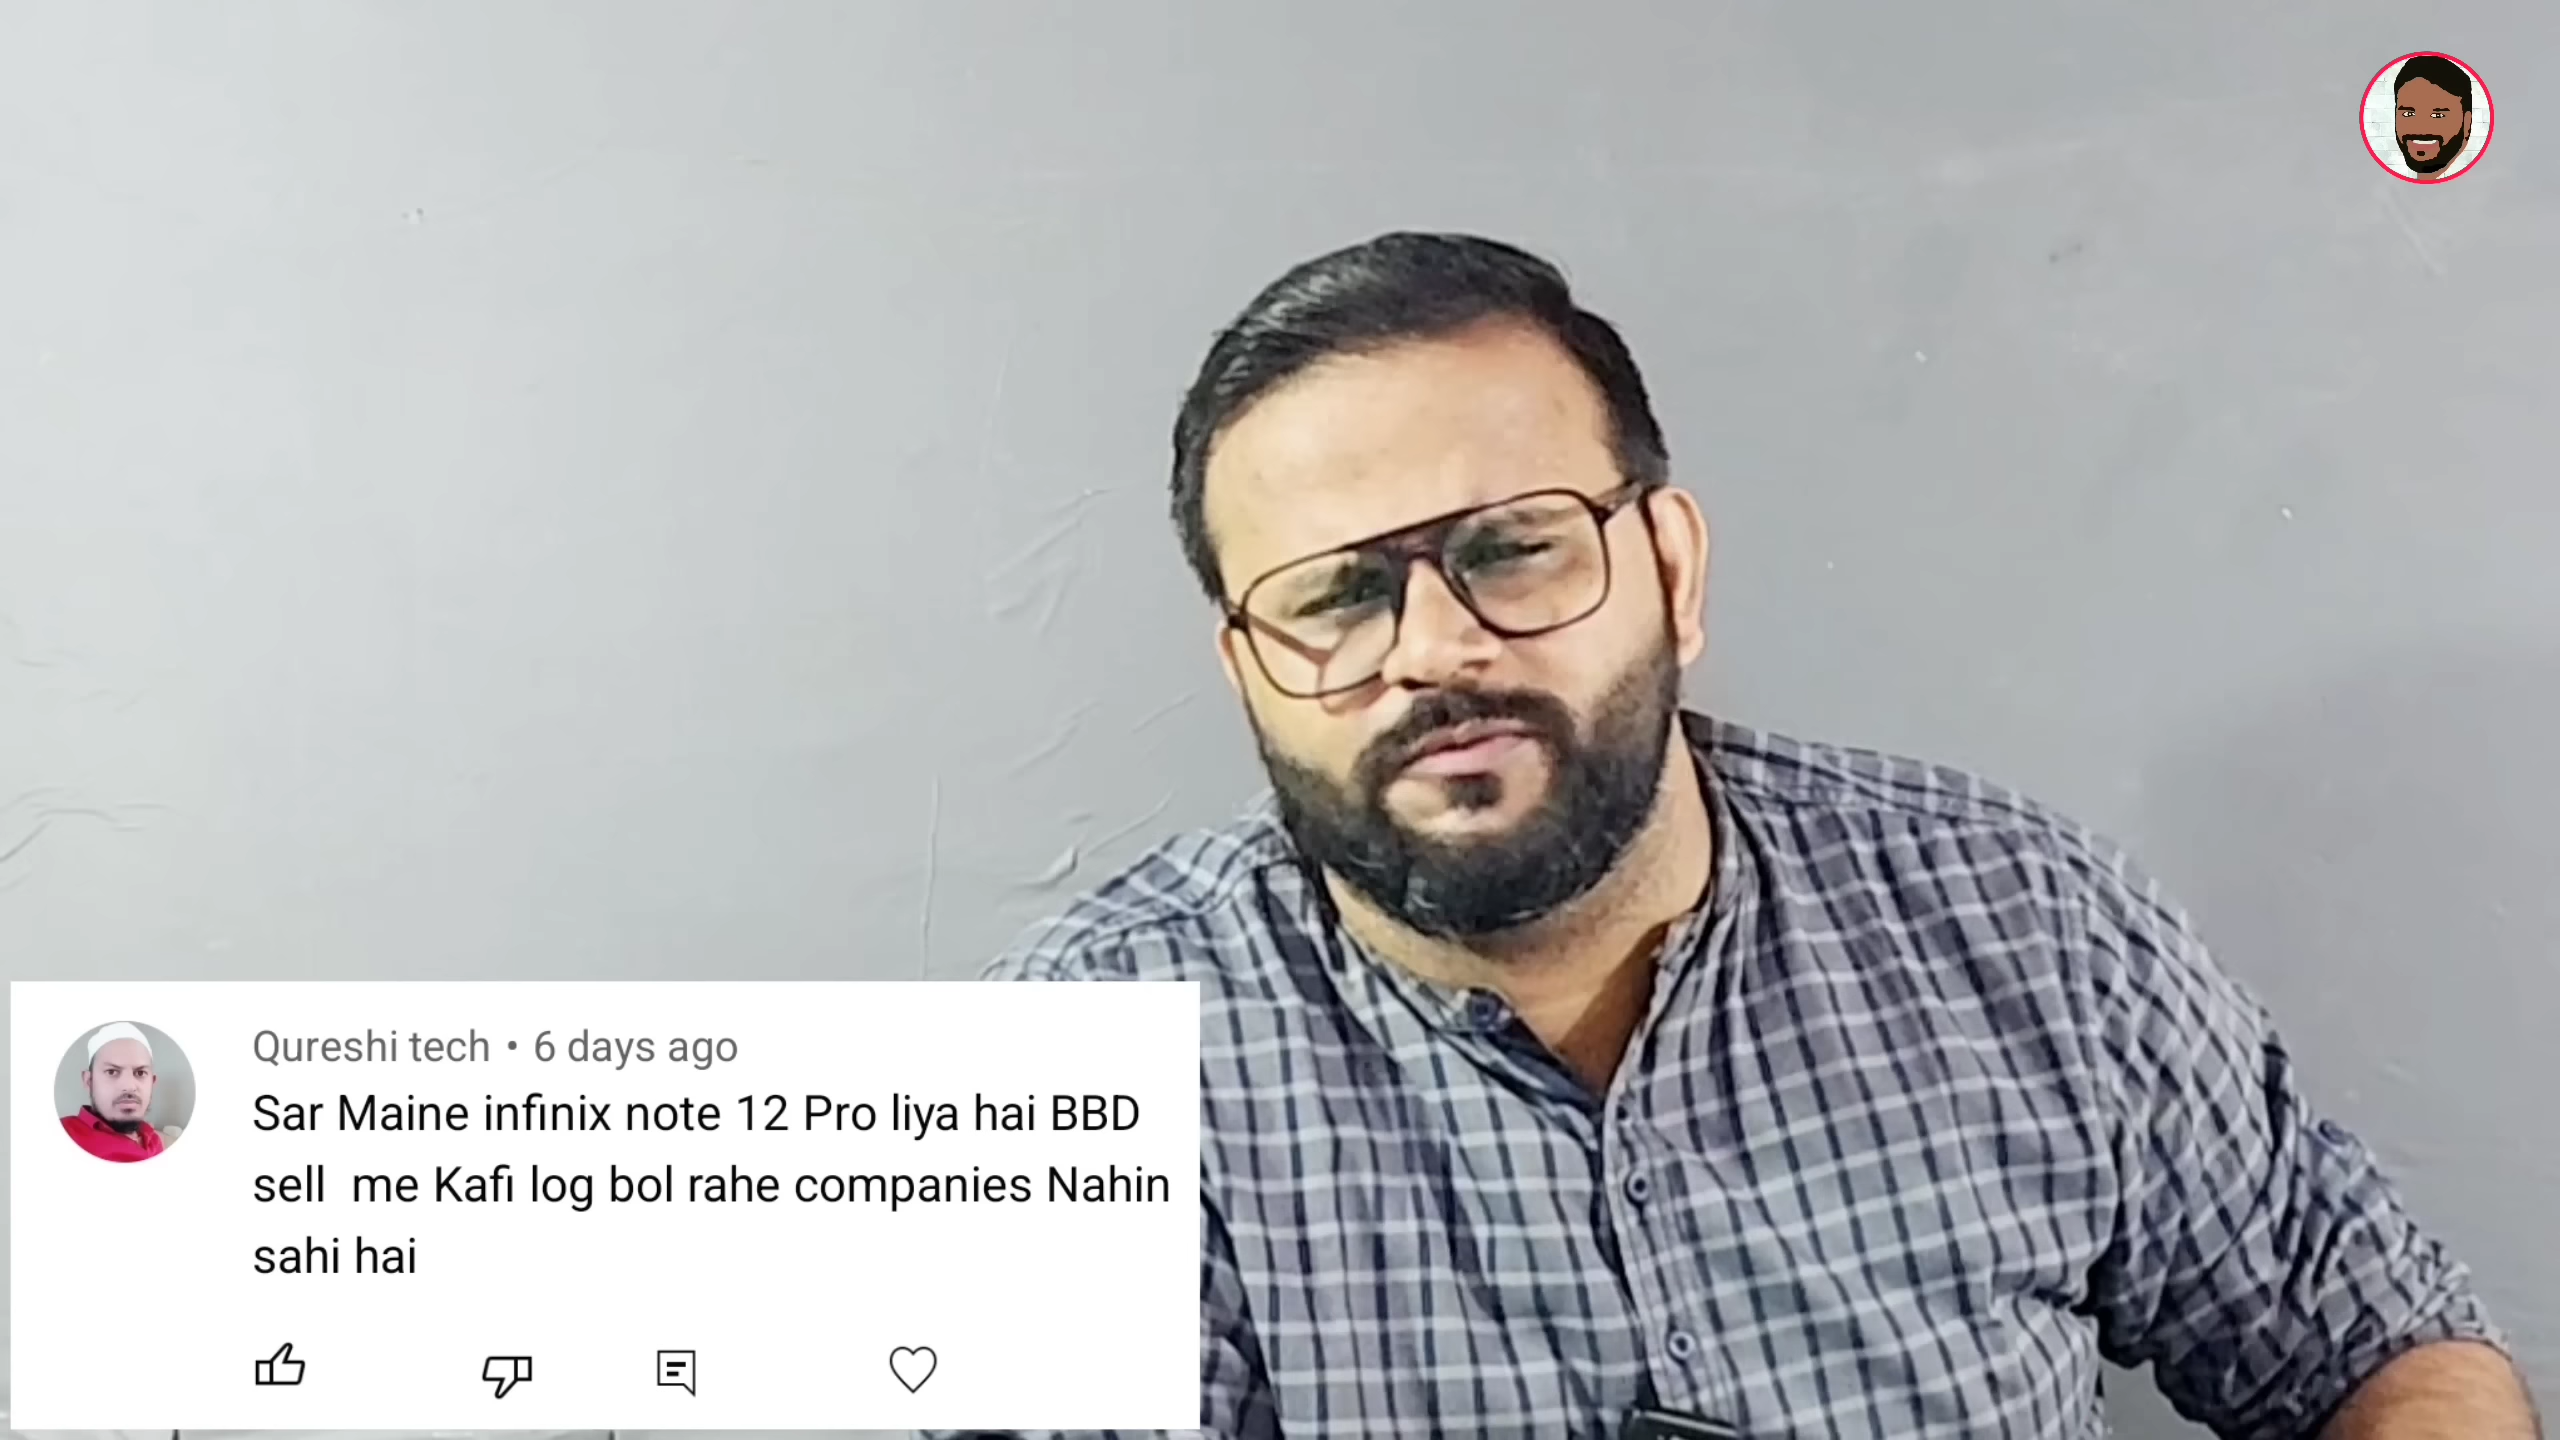 Qureshi tech • 6 days ago
Sar Maine infinix note 12 Pro liya hai BBD
sell  me Kafi log bol rahe companies Nahin
sahi hai